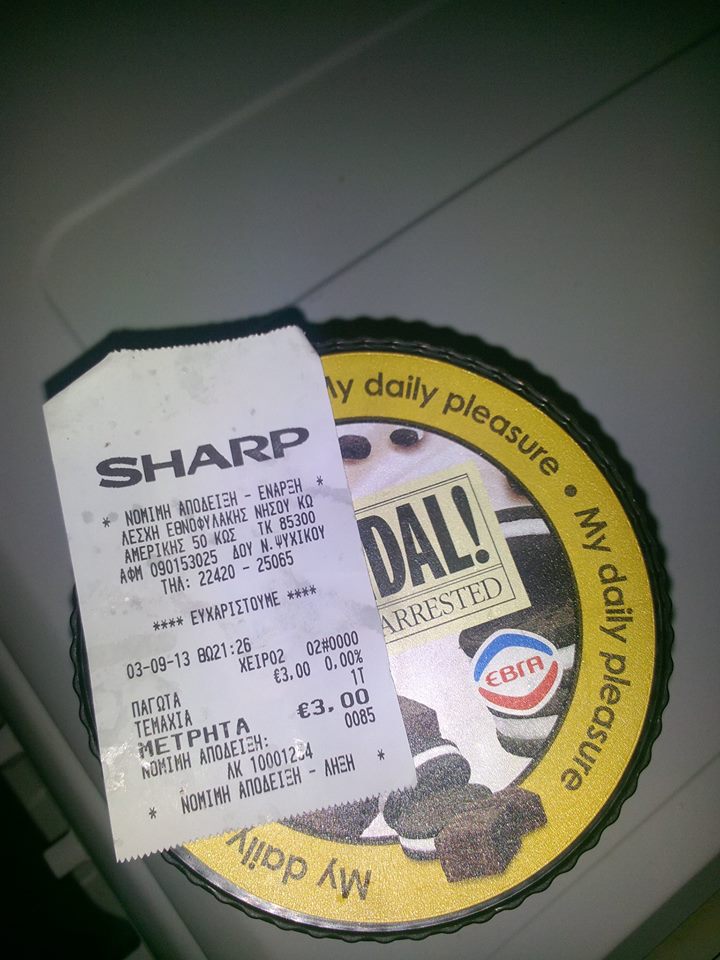 SHARP
* ΝΟΜΙΜΗ ΑΠΟΔΕΙΞΗ - ΕΝΑΡΞΗ *
ΛΕΣΧΗ ΕΘΝΟΦΥΛΑΚΗΣ ΝΗΣΟΥ ΚΩ
ΑΜΕΡΙΚΗΣ 50 ΚΩΣ ΤΚ 85300
ΑΦΜ 090153025 ΔΟΥ Ν.ΨΥΧΙΚΟΥ
ΤΗΛ: 22420 - 25065
**** ΕΥΧΑΡΙΣΤΟΥΜΕ ****
03-09-13 ΒΩ21:26
ΧΕΙΡ02 02#0000
€3,00 0,00%
ΠΑΓΩΤΑ
ΤΕΜΑΧΙΑ 1Τ
ΜΕΤΡΗΤΑ €3,00
ΝΟΜΙΜΗ ΑΠΟΔΕΙΞΗ: 0085
ΛΚ 10001234
* ΝΟΜΙΜΗ ΑΠΟΔΕΙΞΗ - ΛΗΞΗ *
My daily pleasure • My daily pleasure
My daily
DAL!
ARRESTED
ΕΒΓΑ